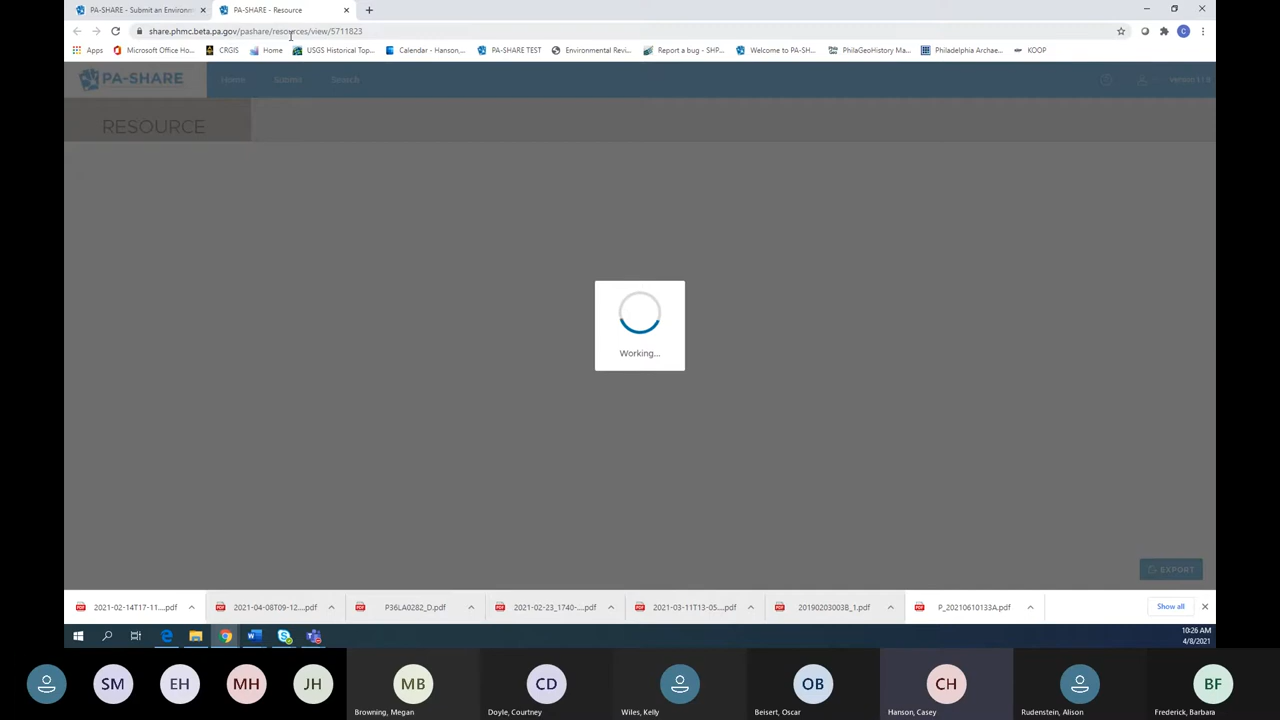 PA-SHARE - Submit an Environm
PA-SHARE - Resource
share.phmc.beta.pa.gov/pashare/resources/view/5711823
Apps
Microsoft Office Ho...
CRGIS
Home
USGS Historical Top...
Calendar - Hanson,...
PA-SHARE TEST
Environmental Revi...
Report a bug - SHP...
Welcome to PA-SH...
PhilaGeoHistory Ma...
Philadelphia Archae...
KOOP
PA-SHARE
Home
Submit
Search
RESOURCE
Working...
EXPORT
2021-02-14T17-11....pdf
2021-04-08T09-12....pdf
P36LA0282_D.pdf
2021-02-23_1740-....pdf
2021-03-11T13-05....pdf
201902030038_1.pdf
P_20210610133A.pdf
Show all
10:26 AM
4/8/2021
SM
EH
MH
JH
MB
CD
OB
CH
BF
Browning, Megan
Doyle, Courtney
Wiles, Kelly
Beisert, Oscar
Hanson, Casey
Rudenstein, Alison
Frederick, Barbara